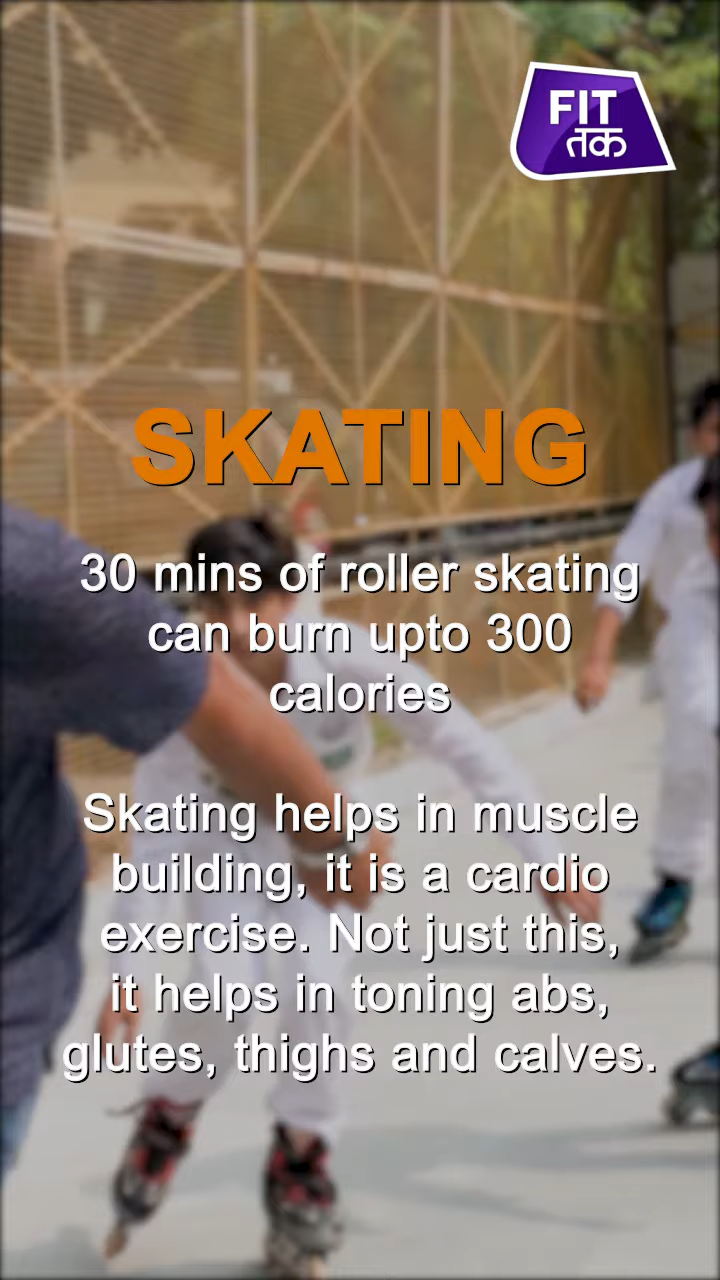 FIT
तक
SKATING
30 mins of roller skating
can burn upto 300
calories
Skating helps in muscle
building, it is a cardio
exercise. Not just this,
it helps in toning abs,
glutes, thighs and calves.